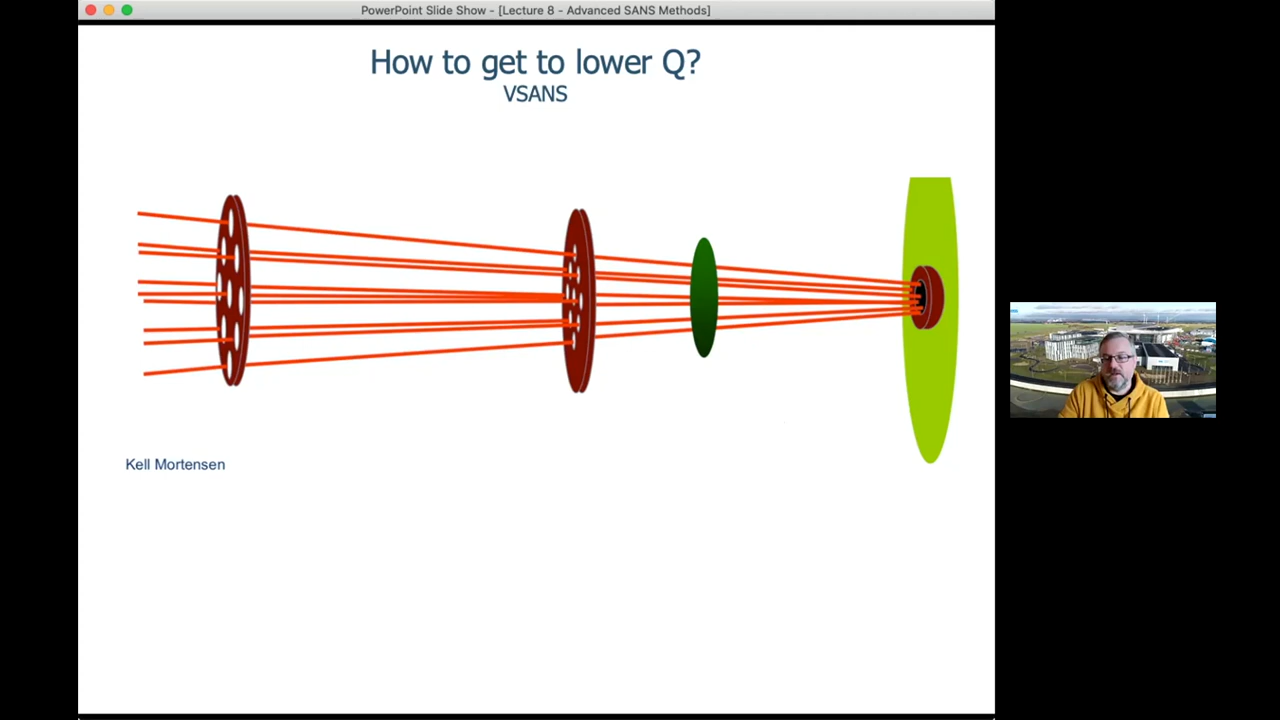 PowerPoint Slide Show - [Lecture 8 - Advanced SANS Methods]
How to get to lower Q?
VSANS
Kell Mortensen